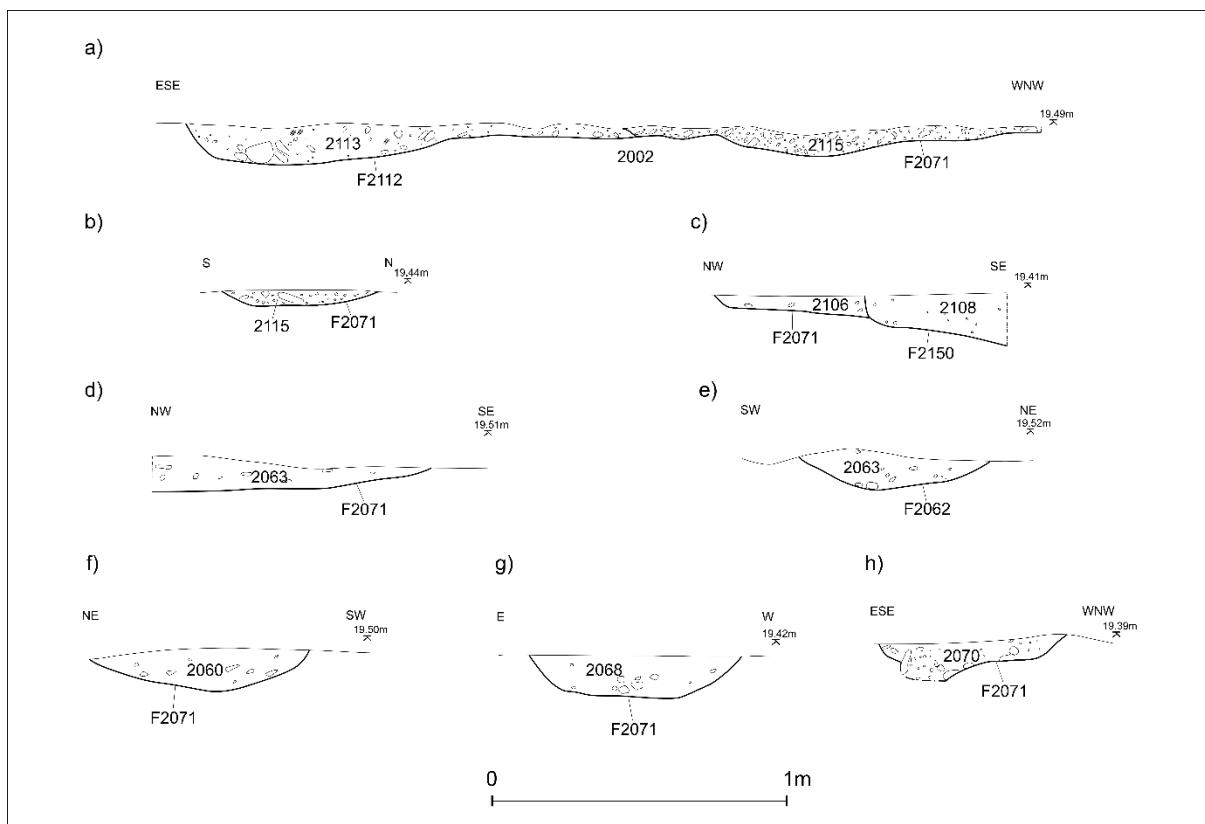 a)
ESE
WNW
19.49m
2113
2115
F2112
2002
F2071
b)
S
N
19.44m
2115
F2071
c)
NW
SE
19.41m
2106
2108
F2071
F2150
d)
NW
SE
19.51m
2063
F2071
e)
SW
NE
19.52m
2063
F2062
f)
NE
SW
19.50m
2060
F2071
g)
E
W
19.42m
2068
F2071
h)
ESE
WNW
19.39m
2070
F2071
0
1m